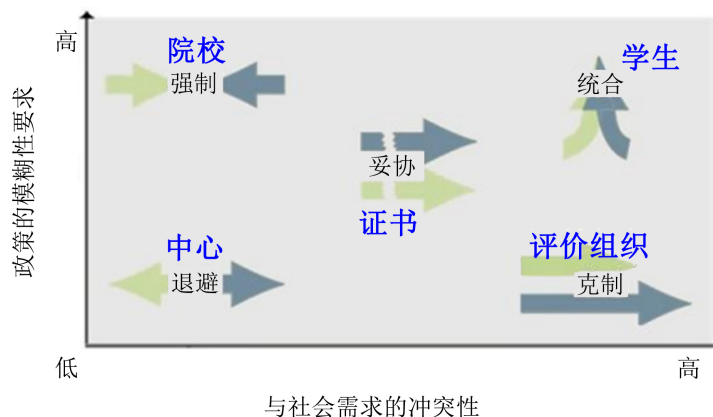 高
院校
强制
学生
统合
妥协
证书
政策的模糊性要求
中心
退避
评价组织
克制
低
高
与社会需求的冲突性